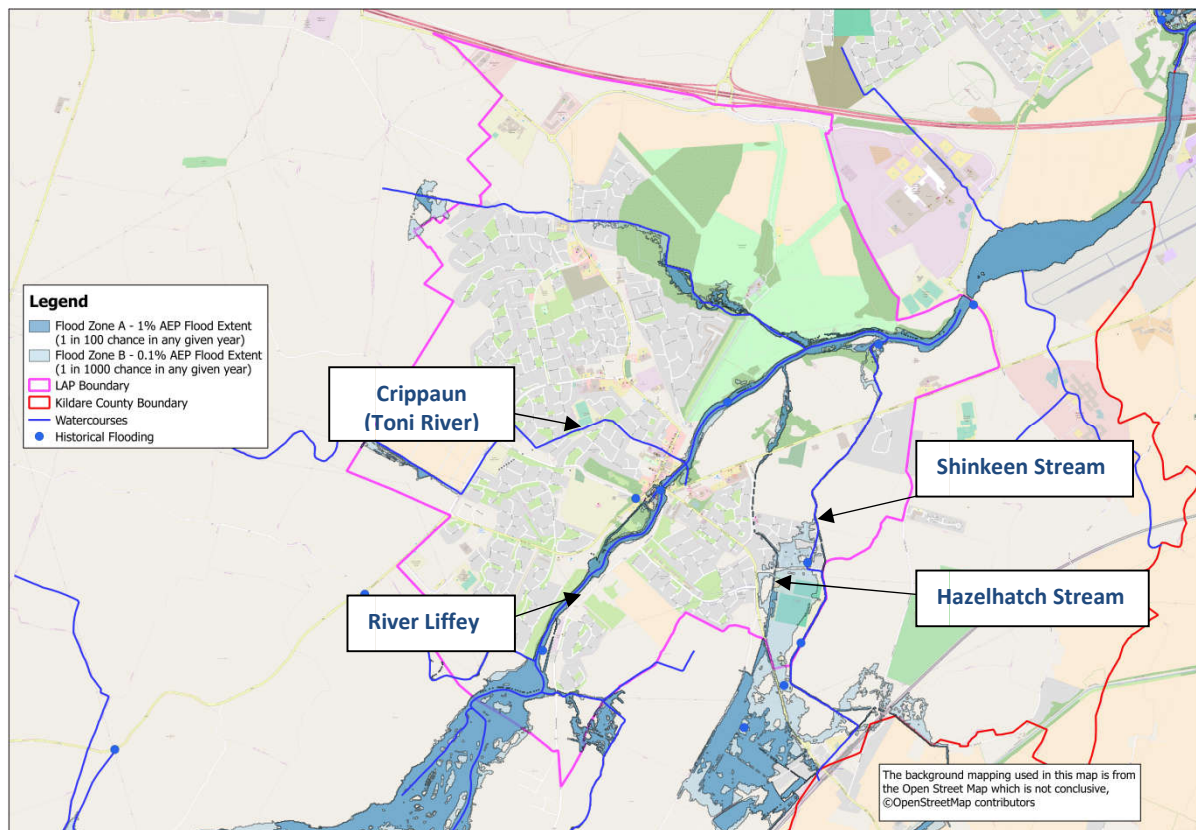 Legend
Flood Zone A - 1% AEP Flood Extent
(1 in 100 chance in any given year)
Flood Zone B - 0.1% AEP Flood Extent
(1 in 1000 chance in any given year)
LAP Boundary
Kildare County Boundary
Watercourses
Historical Flooding
Crippaun
(Toni River)
Shinkeen Stream
Hazelhatch Stream
River Liffey
The background mapping used in this map is from
the Open Street Map which is not conclusive,
©OpenStreetMap contributors